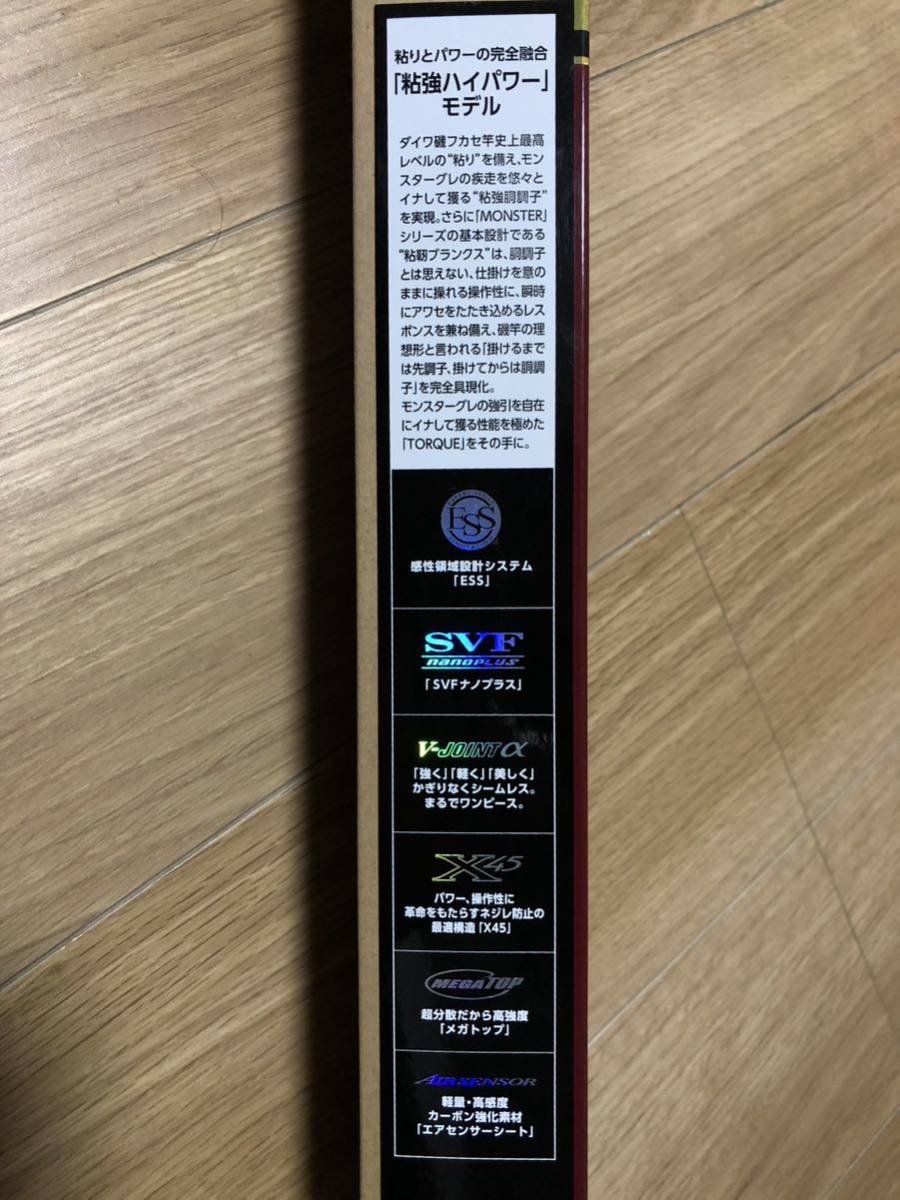 粘りとパワーの完全融合
「粘強ハイパワー」
モデル
ダイワ磯フカセ竿史上最高
レベルの“粘り”を備え、モン
スターグレの疾走を悠々と
イナして獲る“粘強胴調子”
を実現。さらに「MONSTER」
シリーズの基本設計である
“粘靭ブランクス”は、胴調子
とは思えない、仕掛けを意の
ままに操れる操作性に、瞬時
にアワセをたたき込めるレス
ポンスを兼ね備え、磯竿の理
想形と言われる「掛けるまで
は先調子、掛けてからは胴調
子」を完全具現化。
モンスターグレの強引を自在
にイナして獲る性能を極めた
「TORQUE」をその手に。
ESS
感性領域設計システム
「ESS」
SVF
nanoPLUS
「SVFナノプラス」
V-JOINTα
「強く」「軽く」「美しく」
かぎりなくシームレス。
まるでワンピース。
X45
パワー、操作性に
革命をもたらすネジレ防止の
最適構造「X45」
MEGATOP
超分散だから高強度
「メガトップ」
AIRSENSOR
軽量・高感度
カーボン強化素材
「エアセンサーシート」